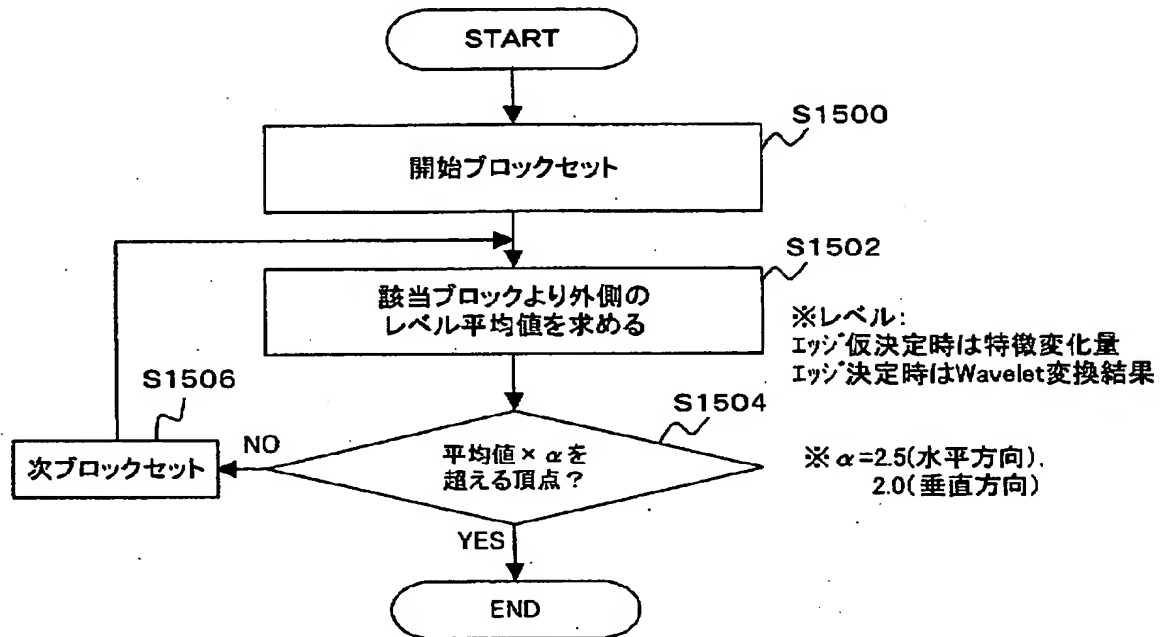 START
S1500
開始ブロックセット
S1502
該当ブロックより外側の
レベル平均値を求める
※レベル:
ｴｯｼﾞ仮決定時は特徴変化量
ｴｯｼﾞ決定時はWavelet変換結果
S1506
S1504
次ブロックセット
NO
平均値× αを
超える頂点？
※α=2.5(水平方向),
2.0(垂直方向)
YES
END